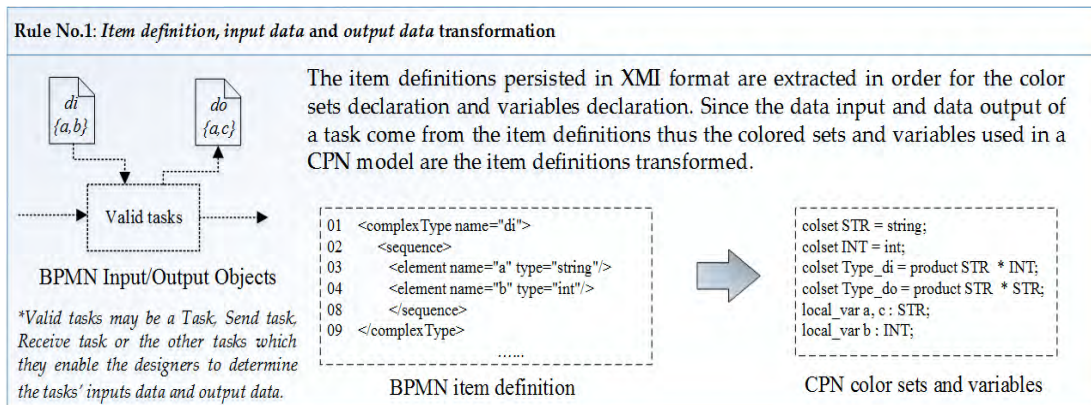 Rule No.1: Item definition, input data and output data transformation
di
{a,b}
do
{a,c}
Valid tasks
BPMN Input/Output Objects
*Valid tasks may be a Task, Send task,
Receive task or the other tasks which
they enable the designers to determine
the tasks' inputs data and output data.
The item definitions persisted in XMI format are extracted in order for the color
sets declaration and variables declaration. Since the data input and data output of
a task come from the item definitions thus the colored sets and variables used in a
CPN model are the item definitions transformed.
01 <complexType name="di">
02 <sequence>
03 <element name="a" type="string"/>
04 <element name="b" type="int"/>
08 </sequence>
09 </complexType>
......
BPMN item definition
colset STR = string;
colset INT = int;
colset Type_di = product STR * INT;
colset Type_do = product STR * STR;
local_var a, c : STR;
local_var b : INT;
CPN color sets and variables